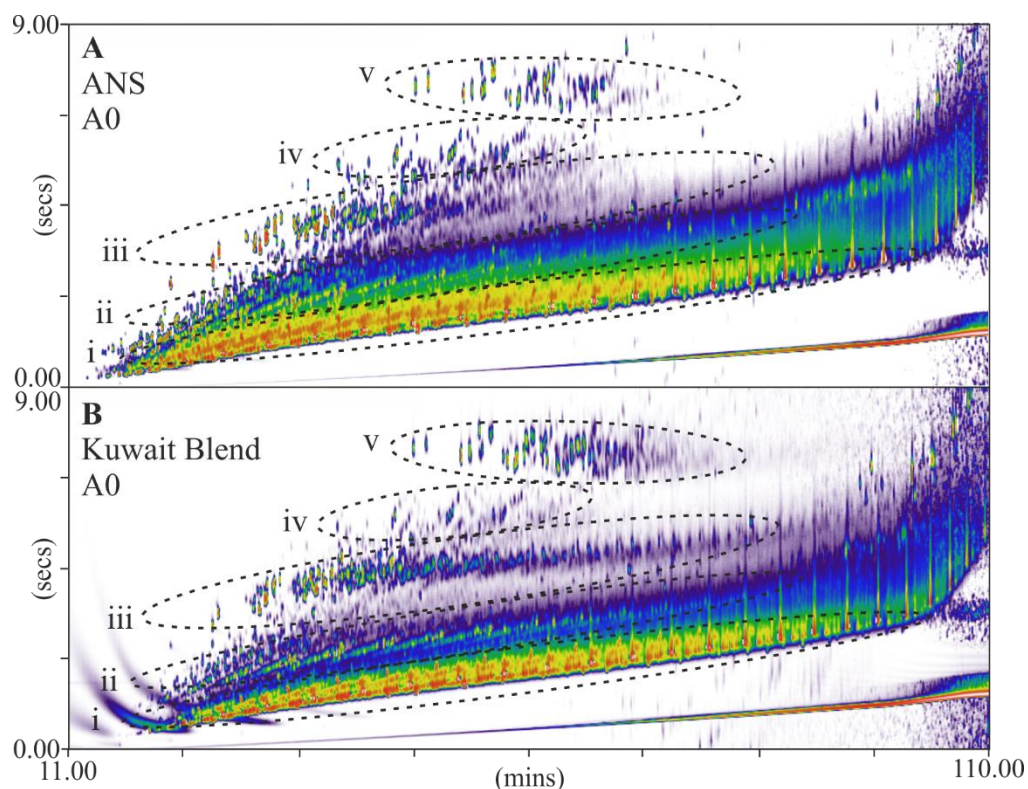 9.00
A
ANS
A0
v
iv
(secs)
iii
ii
i
0.00
9.00
B
Kuwait Blend
A0
v
iv
(secs)
iii
ii
i
0.00
11.00 (mins) 110.00